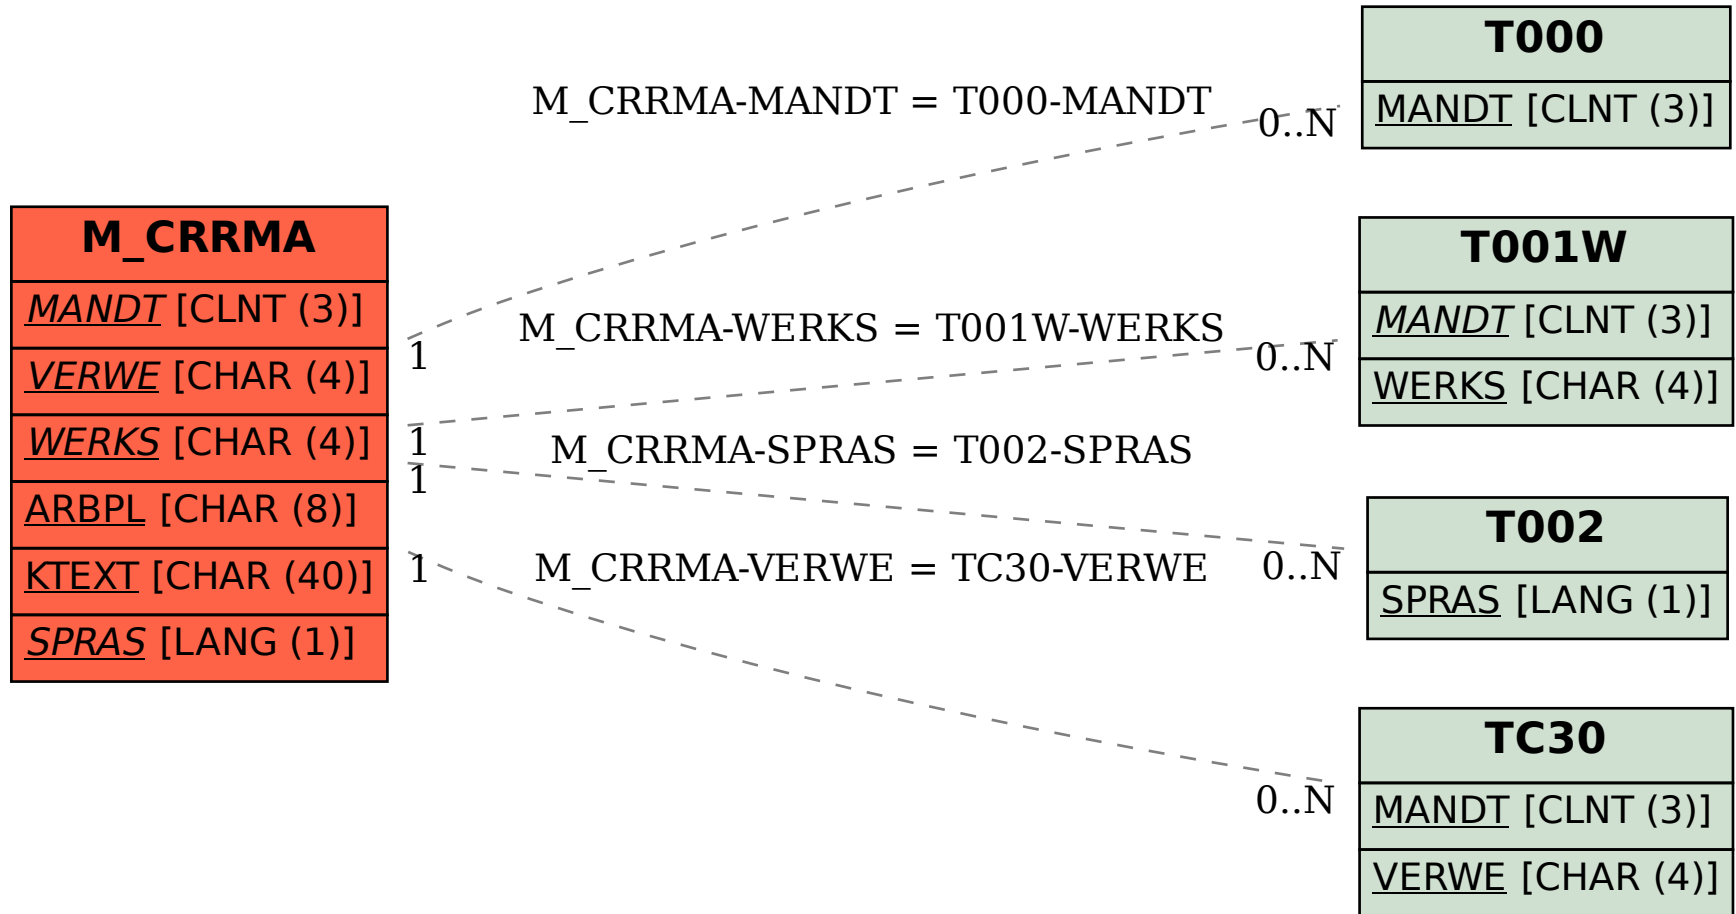 M_CRRMA
MANDT [CLNT (3)]
VERWE [CHAR (4)]
WERKS [CHAR (4)]
ARBPL [CHAR (8)]
KTEXT [CHAR (40)]
SPRAS [LANG (1)]
M_CRRMA-MANDT = T000-MANDT
0..N
1
M_CRRMA-WERKS = T001W-WERKS
0..N
1
M_CRRMA-SPRAS = T002-SPRAS
1
0..N
M_CRRMA-VERWE = TC30-VERWE
1
0..N
T000
MANDT [CLNT (3)]
T001W
MANDT [CLNT (3)]
WERKS [CHAR (4)]
T002
SPRAS [LANG (1)]
TC30
MANDT [CLNT (3)]
VERWE [CHAR (4)]